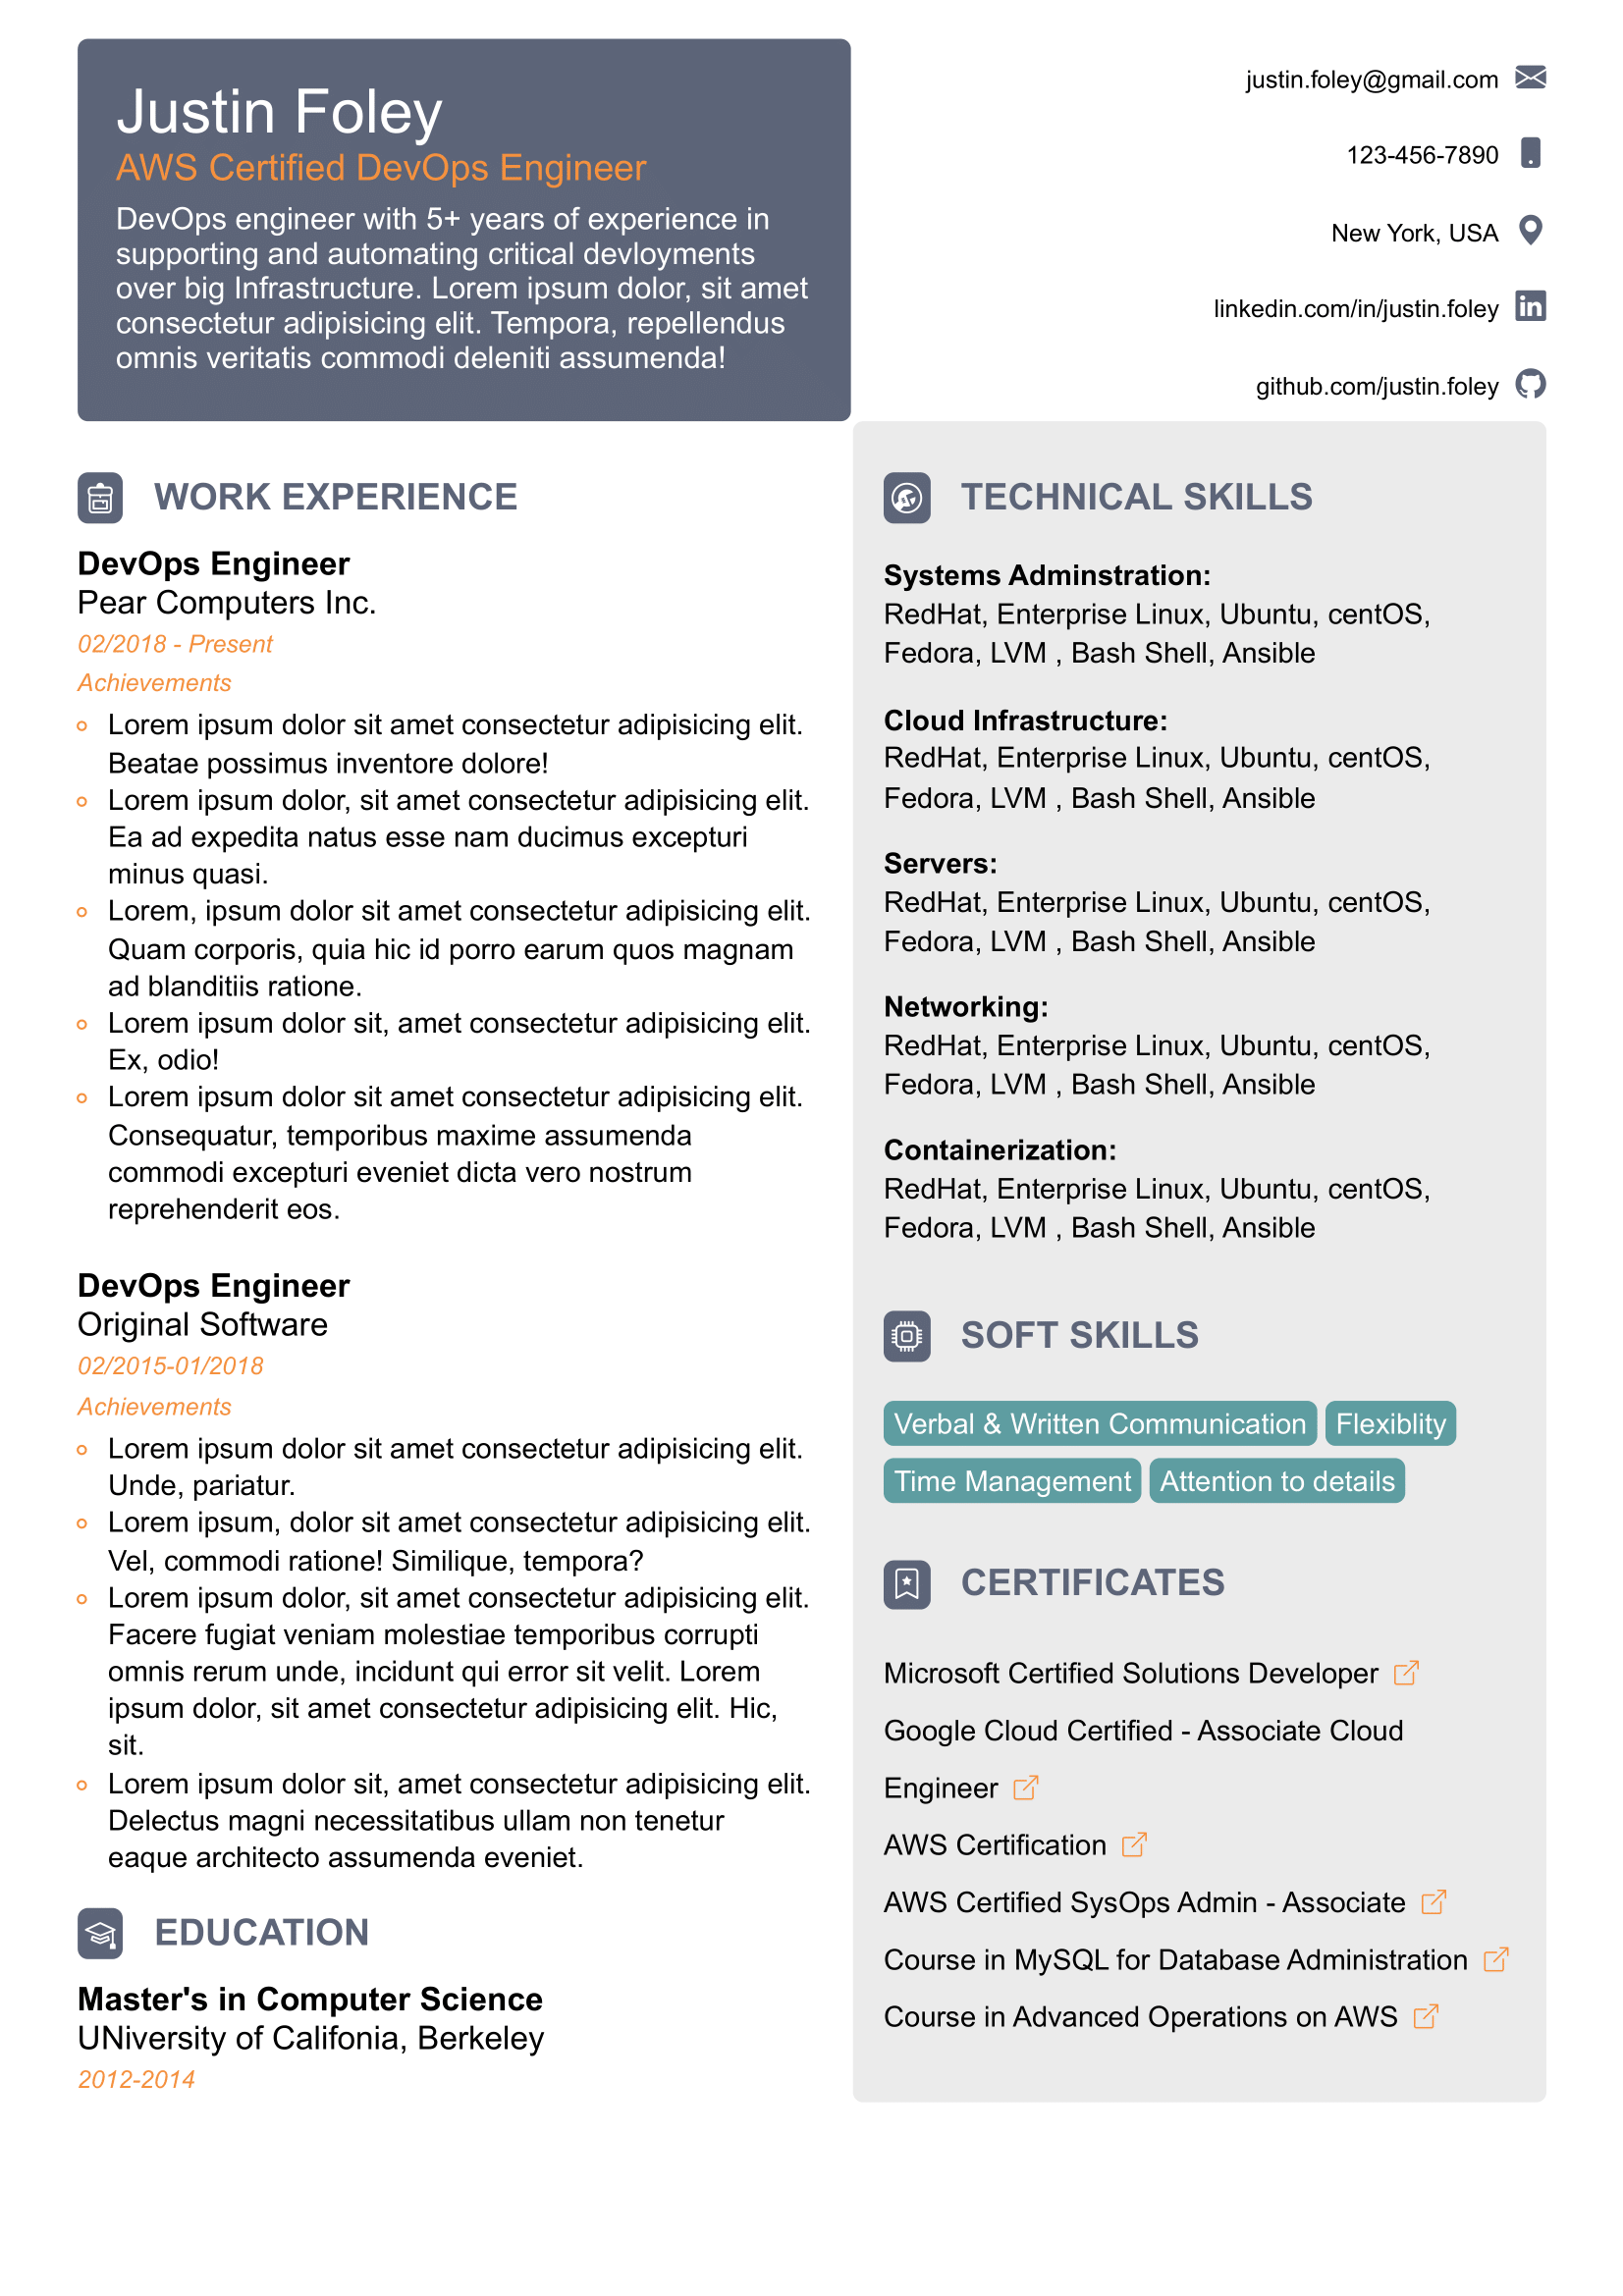 Justin Foley
AWS Certified DevOps Engineer
DevOps engineer with 5+ years of experience in
supporting and automating critical devloyments
over big Infrastructure. Lorem ipsum dolor, sit amet
consectetur adipisicing elit. Tempora, repellendus
omnis veritatis commodi deleniti assumenda!
justin.foley@gmail.com
123-456-7890
New York, USA
linkedin.com/in/justin.foley
github.com/justin.foley
WORK EXPERIENCE
DevOps Engineer
Pear Computers Inc.
02/2018 - Present
Achievements
Lorem ipsum dolor sit amet consectetur adipisicing elit.
Beatae possimus inventore dolore!
Lorem ipsum dolor, sit amet consectetur adipisicing elit.
Ea ad expedita natus esse nam ducimus excepturi
minus quasi.
Lorem, ipsum dolor sit amet consectetur adipisicing elit.
Quam corporis, quia hic id porro earum quos magnam
ad blanditiis ratione.
Lorem ipsum dolor sit, amet consectetur adipisicing elit.
Ex, odio!
Lorem ipsum dolor sit amet consectetur adipisicing elit.
Consequatur, temporibus maxime assumenda
commodi excepturi eveniet dicta vero nostrum
reprehenderit eos.
DevOps Engineer
Original Software
02/2015-01/2018
Achievements
Lorem ipsum dolor sit amet consectetur adipisicing elit.
Unde, pariatur.
Lorem ipsum, dolor sit amet consectetur adipisicing elit.
Vel, commodi ratione! Similique, tempora?
Lorem ipsum dolor, sit amet consectetur adipisicing elit.
Facere fugiat veniam molestiae temporibus corrupti
omnis rerum unde, incidunt qui error sit velit. Lorem
ipsum dolor, sit amet consectetur adipisicing elit. Hic,
sit.
Lorem ipsum dolor sit, amet consectetur adipisicing elit.
Delectus magni necessitatibus ullam non tenetur
eaque architecto assumenda eveniet.
EDUCATION
Master's in Computer Science
UNiversity of Califonia, Berkeley
2012-2014
TECHNICAL SKILLS
Systems Adminstration:
RedHat, Enterprise Linux, Ubuntu, centOS,
Fedora, LVM , Bash Shell, Ansible
Cloud Infrastructure:
RedHat, Enterprise Linux, Ubuntu, centOS,
Fedora, LVM , Bash Shell, Ansible
Servers:
RedHat, Enterprise Linux, Ubuntu, centOS,
Fedora, LVM , Bash Shell, Ansible
Networking:
RedHat, Enterprise Linux, Ubuntu, centOS,
Fedora, LVM , Bash Shell, Ansible
Containerization:
RedHat, Enterprise Linux, Ubuntu, centOS,
Fedora, LVM , Bash Shell, Ansible
SOFT SKILLS
Verbal & Written Communication Flexiblity
Time Management Attention to details
CERTIFICATES
Microsoft Certified Solutions Developer
Google Cloud Certified - Associate Cloud
Engineer
AWS Certification
AWS Certified SysOps Admin - Associate
Course in MySQL for Database Administration
Course in Advanced Operations on AWS